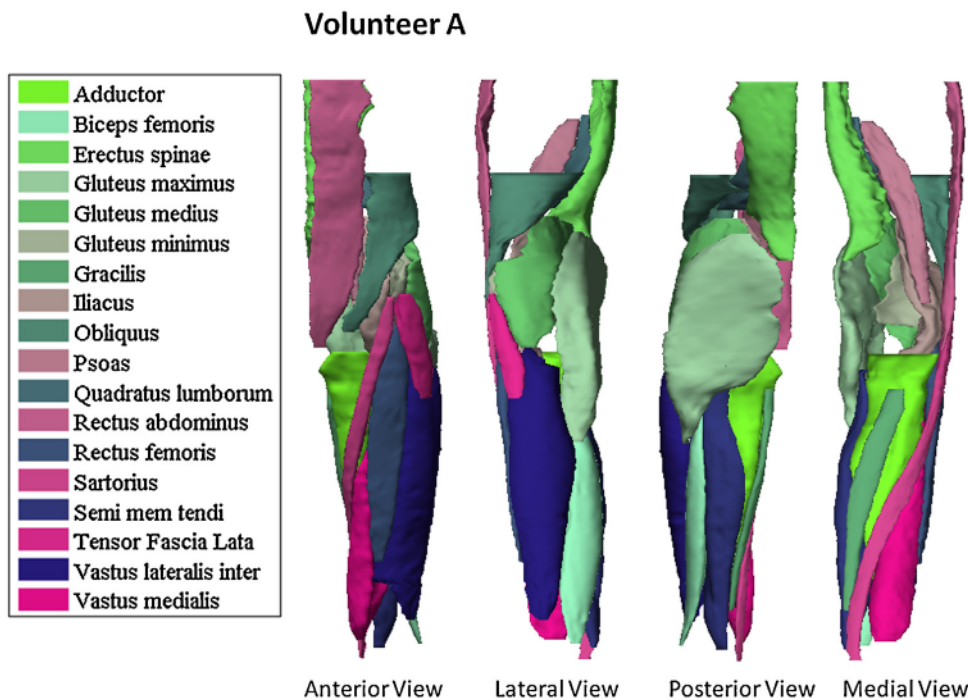 Volunteer A
Adductor
Biceps femoris
Erectus spinae
Gluteus maximus
Gluteus medius
Gluteus minimus
Gracilis
Iliacus
Obliquus
Psoas
Quadratus lumborum
Rectus abdominus
Rectus femoris
Sartorius
Semi mem tendi
Tensor Fascia Lata
Vastus lateralis inter
Vastus medialis
Anterior View Lateral View Posterior View Medial View